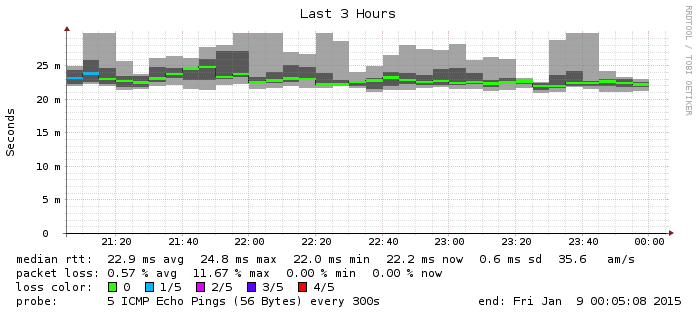 Last 3 Hours
RRDTOOL / TOBI OETIKER
Seconds
25 m
20 m
15 m
10 m
5 m
0
21:20 21:40 22:00 22:20 22:40 23:00 23:20 23:40 00:00
median rtt: 22.9 ms avg 24.8 ms max 22.0 ms min 22.2 ms now 0.6 ms sd 35.6 am/s
packet loss: 0.57 % avg 11.67 % max 0.00 % min 0.00 % now
loss color: 0 1/5 2/5 3/5 4/5
probe: 5 ICMP Echo Pings (56 Bytes) every 300s end: Fri Jan 9 00:05:08 2015